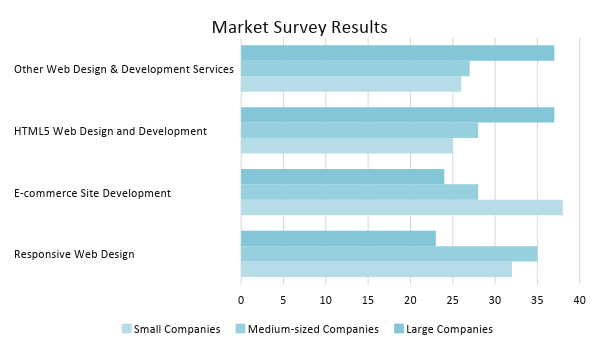 Market Survey Results
Other Web Design & Development Services
HTML5 Web Design and Development
E-commerce Site Development
Responsive Web Design
0 5 10 15 20 25 30 35 40
Small Companies Medium-sized Companies Large Companies